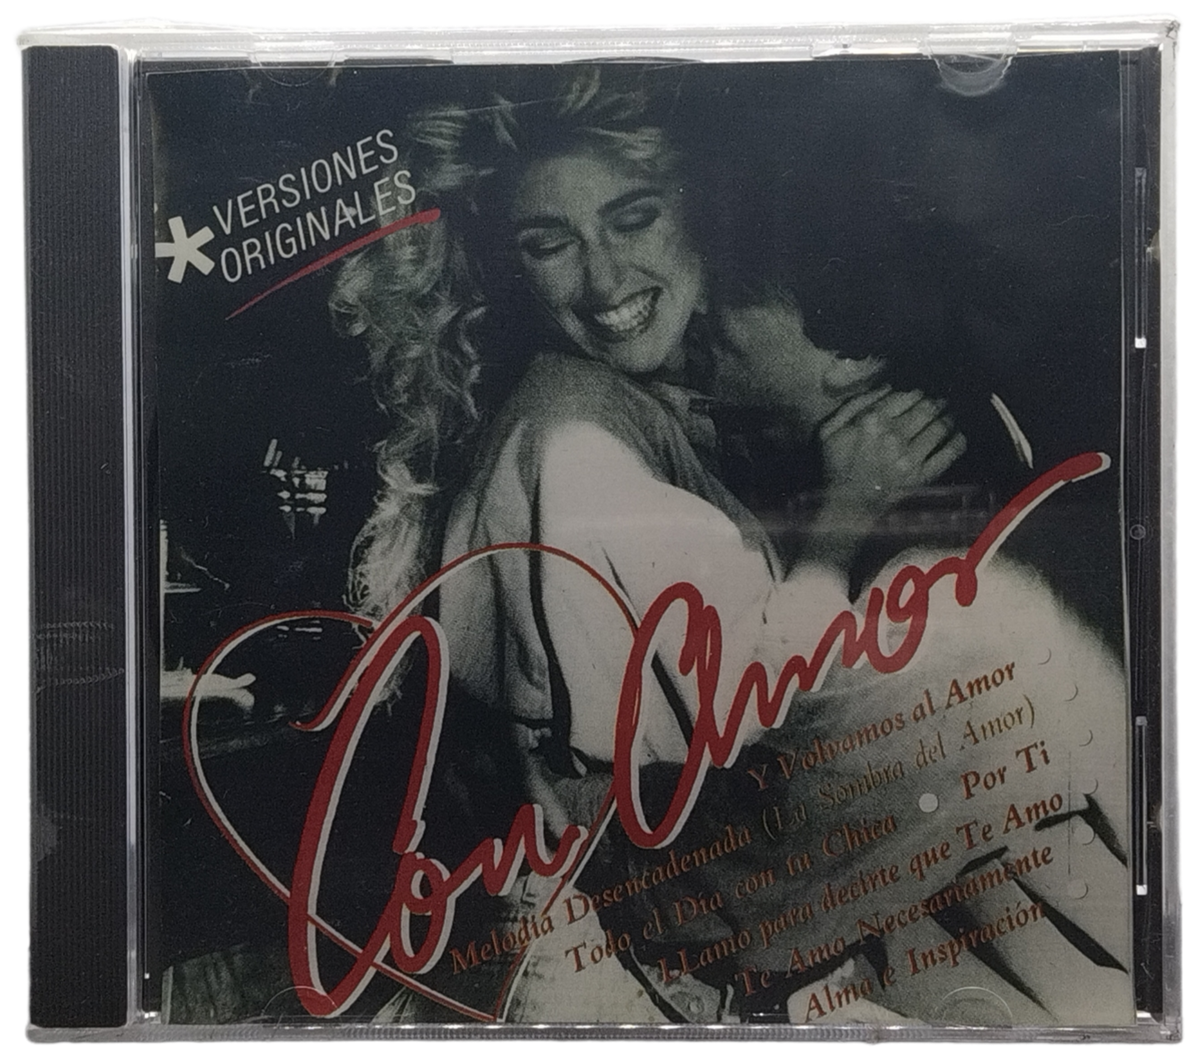 * VERSIONES
ORIGINALES
Con Amor
Y Volvamos al Amor
Melodía Desencadenada (La Sombra del Amor)
Todo el Día con tu Chica • Por Ti
Llamo para decirte que Te Amo
Te Amo Necesariamente
Alma e Inspiración